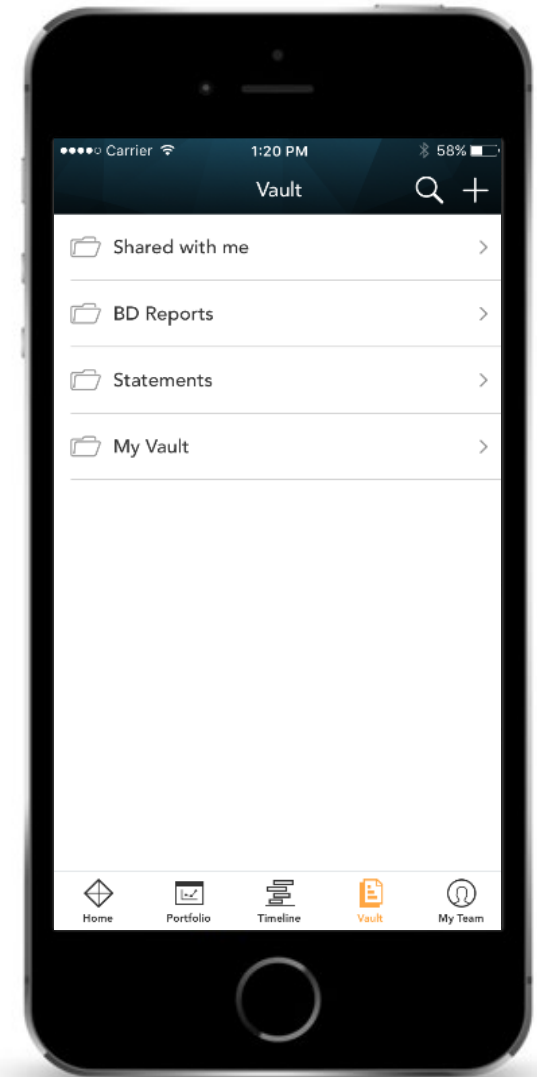 Carrier 1:20 PM 58%
Vault
Shared with me
BD Reports
Statements
My Vault
Home Portfolio Timeline Vault My Team